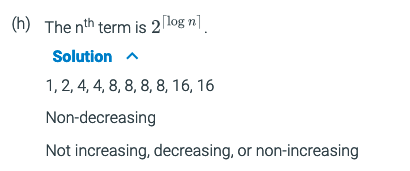 (h) The nth term is 2^⌈log n⌉.
Solution
1, 2, 4, 4, 8, 8, 8, 8, 16, 16
Non-decreasing
Not increasing, decreasing, or non-increasing